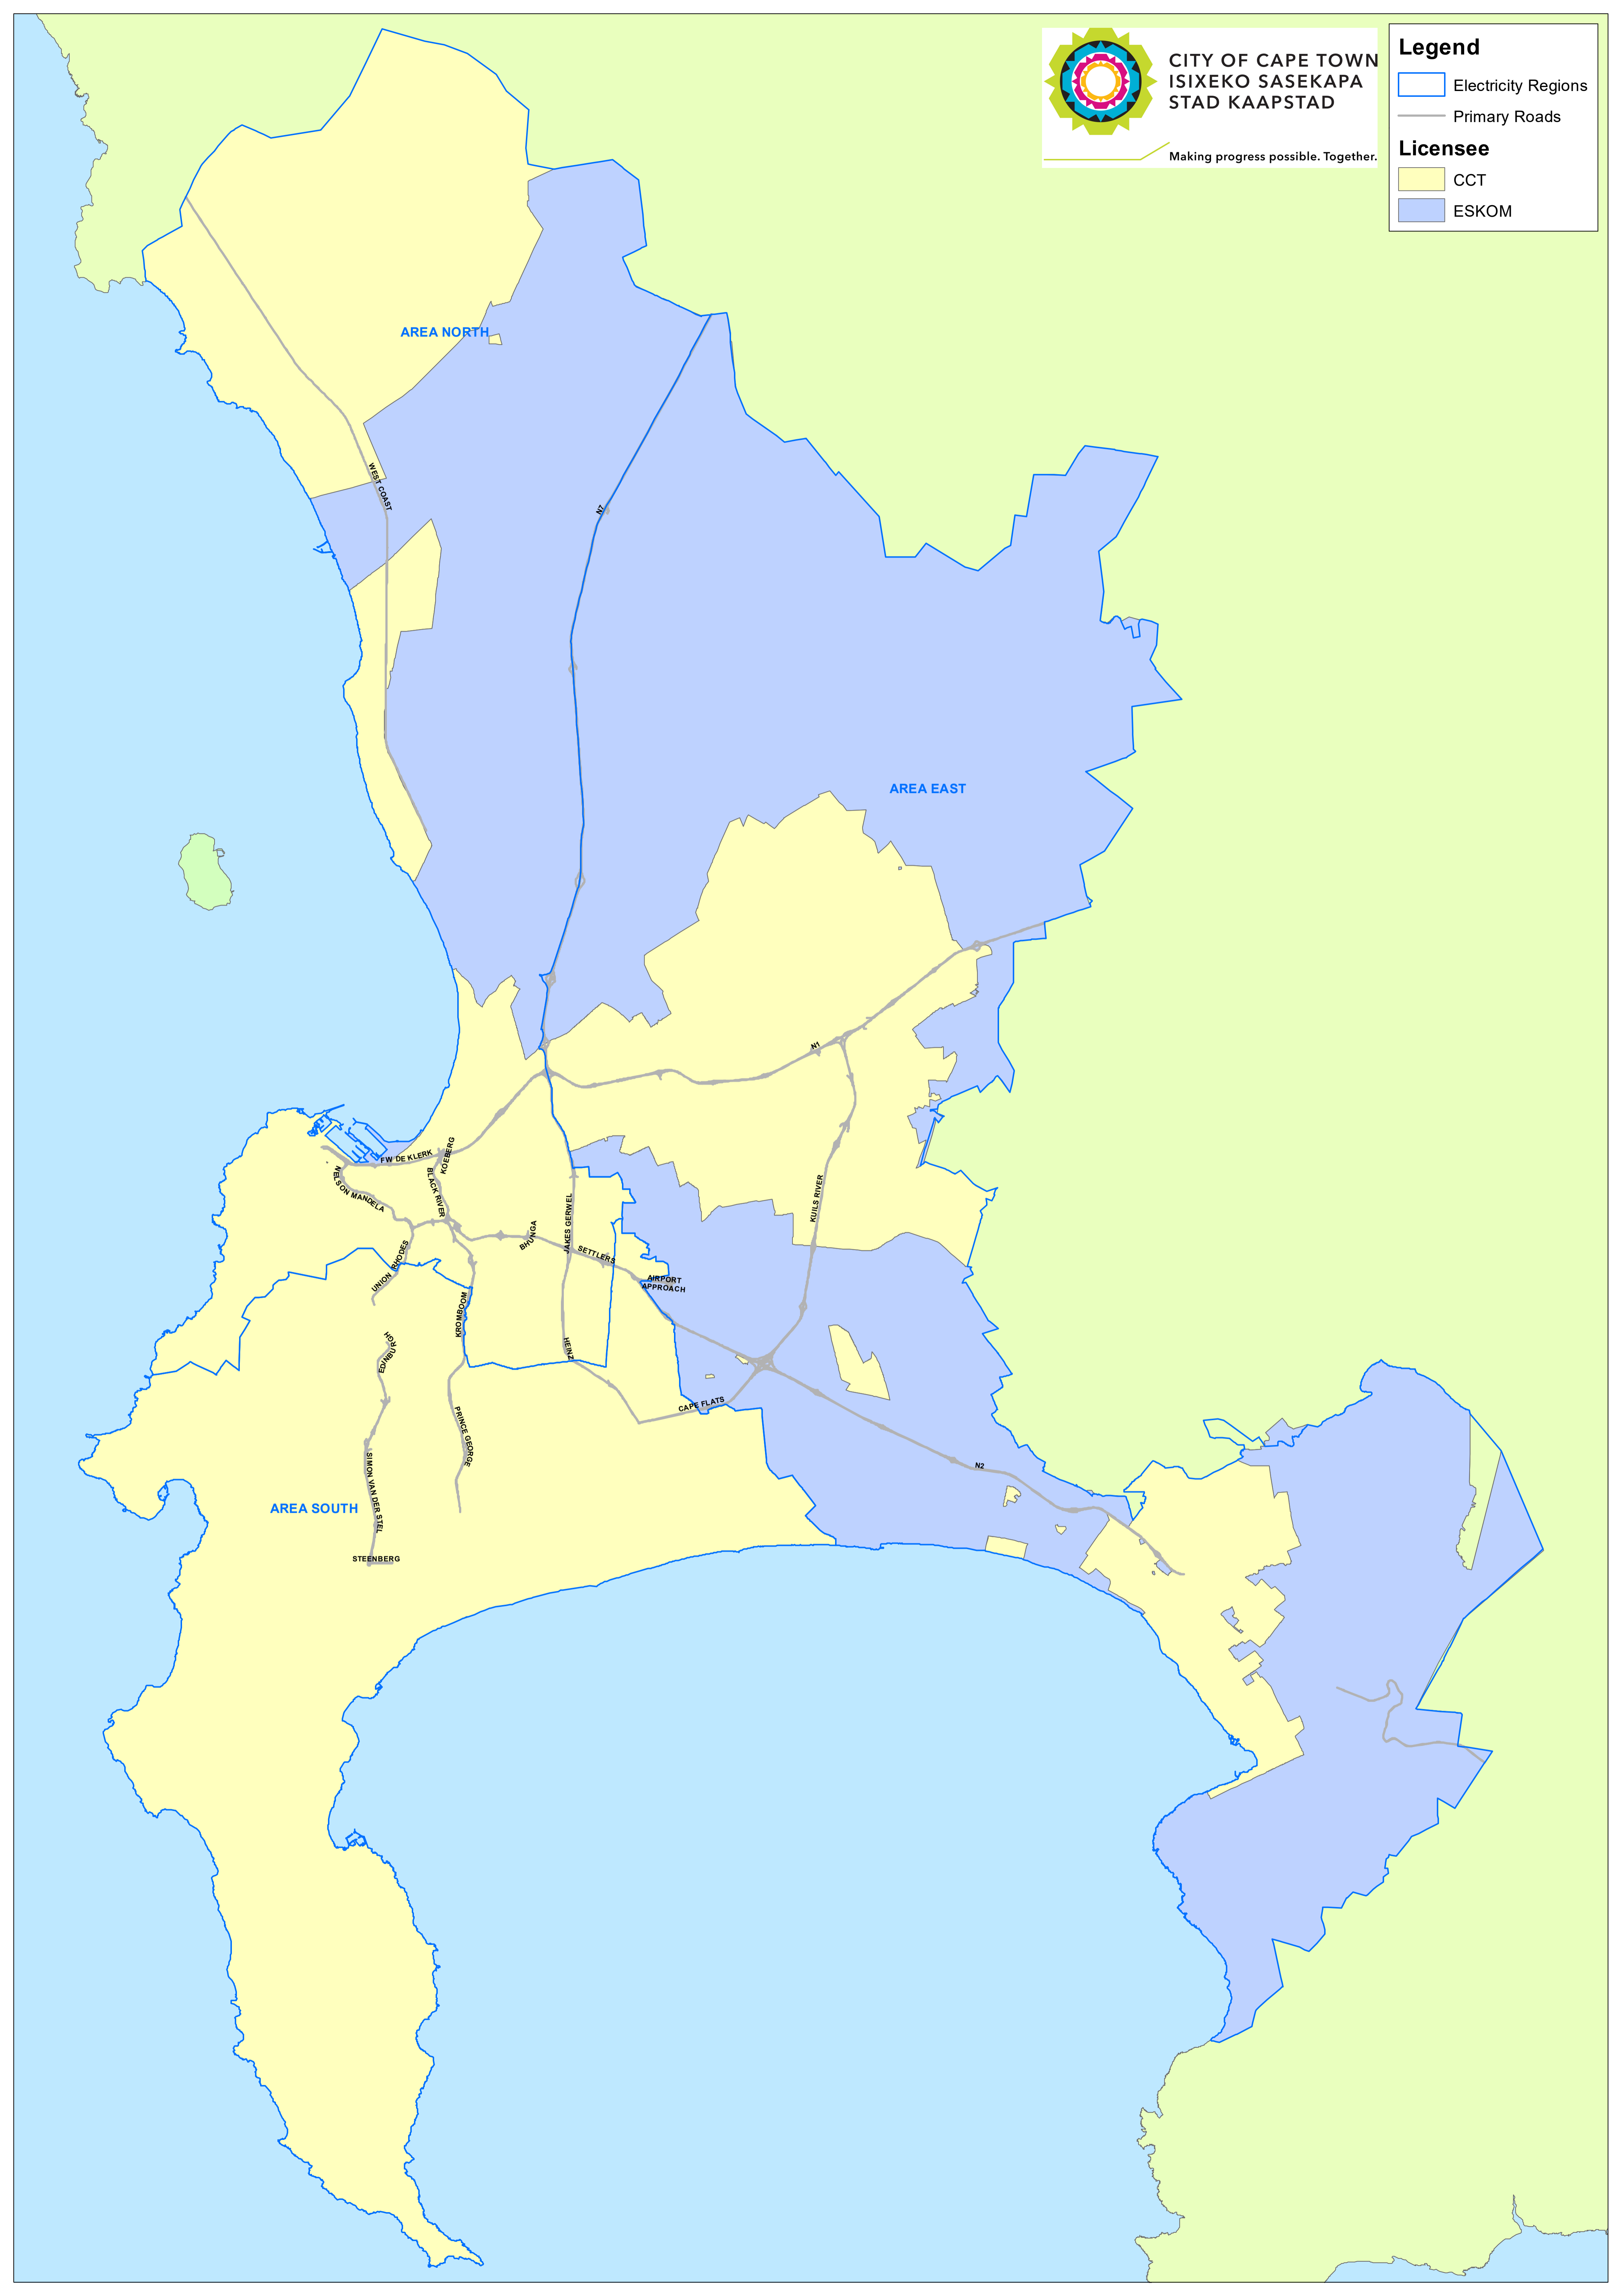 CITY OF CAPE TOWN
ISIXEKO SASEKAPA
STAD KAAPSTAD
Making progress possible. Together.
Legend
Electricity Regions
Primary Roads
Licensee
CCT
ESKOM
AREA NORTH
WEST COAST
N7
AREA EAST
N1
FW DE KLERK
KOEBERG
NELSON MANDELA
BLACK RIVER
KUILS RIVER
JAKES GERWEL
BHUNGA
SETTLERS
UNION
RHODES
AIRPORT
APPROACH
KROMBOOM
EDINBURGH
HEINZ
CAPE FLATS
PRINCE GEORGE
SIMON VAN DER STEL
N2
AREA SOUTH
STEENBERG